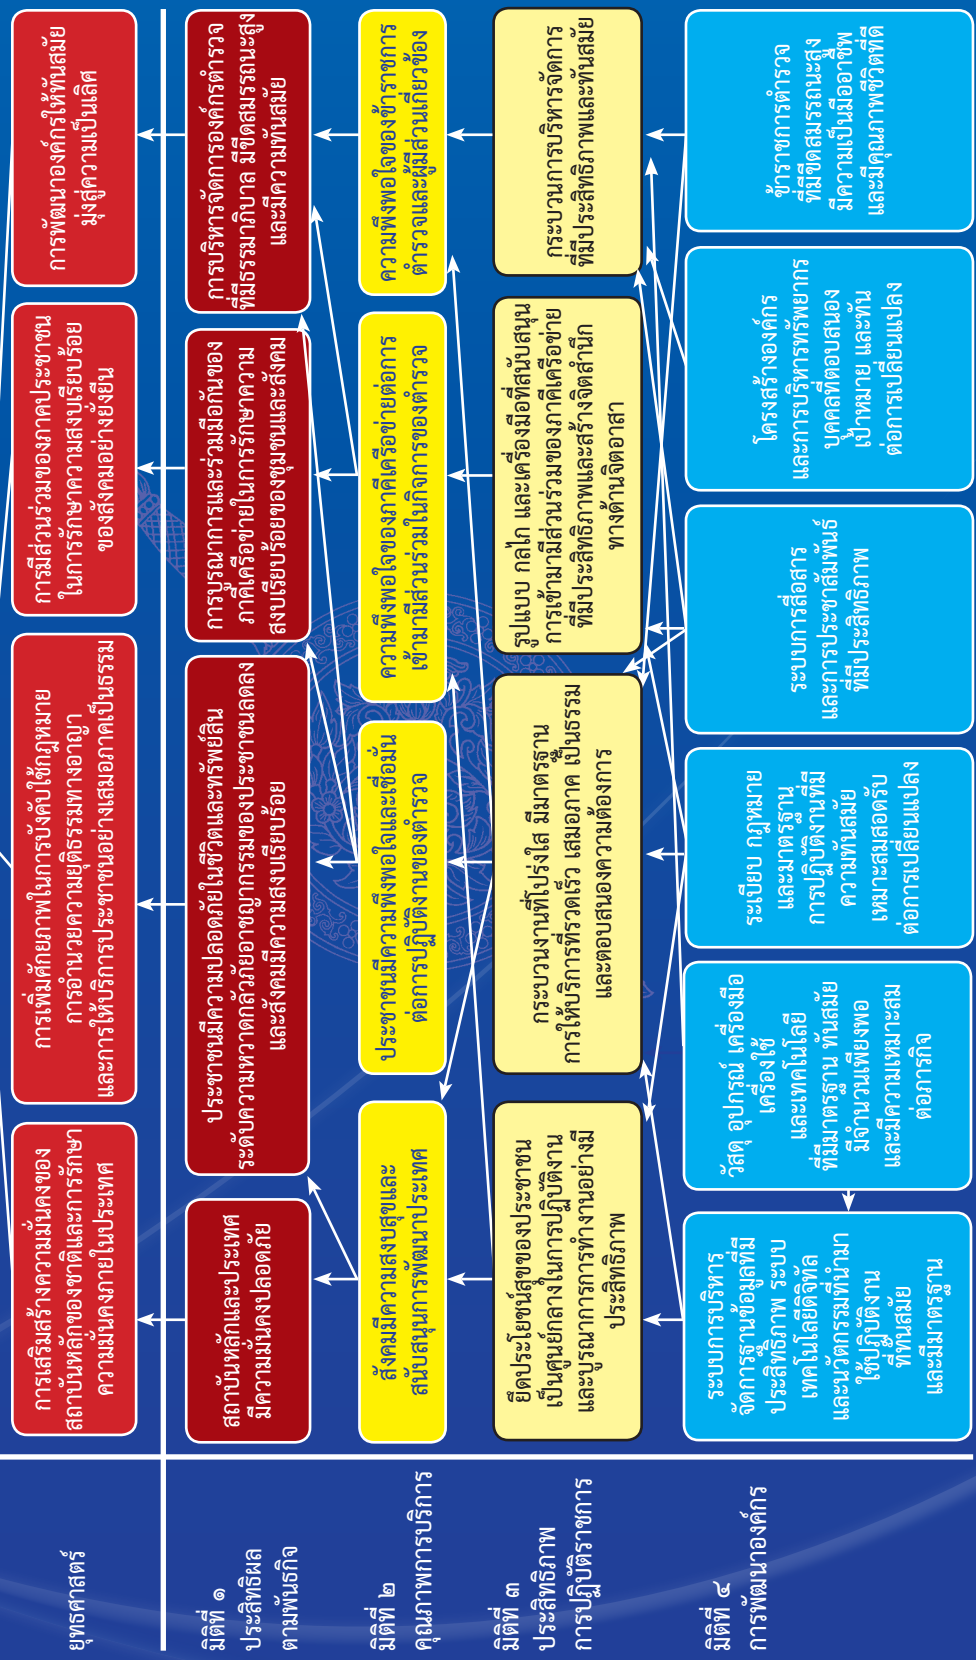 ยุทธศาสตร์
การเสริมสร้างความมั่นคงของ
สถาบันหลักของชาติและการรักษา
ความมั่นคงภายในประเทศ
การเพิ่มศักยภาพในการบังคับใช้กฎหมาย
การอำนวยความยุติธรรมทางอาญา
และการให้บริการประชาชนอย่างเสมอภาคเป็นธรรม
การมีส่วนร่วมของภาคประชาชน
ในการรักษาความสงบเรียบร้อย
ของสังคมอย่างยั่งยืน
การพัฒนาองค์กรให้ทันสมัย
มุ่งสู่ความเป็นเลิศ
มิติที่ ๑
ประสิทธิผล
ตามพันธกิจ
สถาบันหลักและประเทศ
มีความมั่นคงปลอดภัย
ประชาชนมีความปลอดภัยในชีวิตและทรัพย์สิน
ระดับความหวาดกลัวภัยอาชญากรรมของประชาชนลดลง
และสังคมมีความสงบเรียบร้อย
การบูรณาการและร่วมมือกันของ
ภาคีเครือข่ายในการรักษาความ
สงบเรียบร้อยของชุมชนและสังคม
การบริหารจัดการองค์กรตำรวจ
ที่มีธรรมาภิบาล มีขีดสมรรถนะสูง
และมีความทันสมัย
มิติที่ ๒
คุณภาพการบริการ
สังคมมีความสงบสุขและ
สนับสนุนการพัฒนาประเทศ
ประชาชนมีความพึงพอใจและเชื่อมั่น
ต่อการปฏิบัติงานของตำรวจ
ความพึงพอใจของภาคีเครือข่ายต่อการ
เข้ามามีส่วนร่วมในกิจการของตำรวจ
ความพึงพอใจของข้าราชการ
ตำรวจและผู้มีส่วนเกี่ยวข้อง
มิติที่ ๓
ประสิทธิภาพ
การปฏิบัติราชการ
ยึดประโยชน์สุขของประชาชน
เป็นศูนย์กลางในการปฏิบัติงาน
และบูรณาการการทำงานอย่างมี
ประสิทธิภาพ
กระบวนงานที่โปร่งใส มีมาตรฐาน
การให้บริการที่รวดเร็ว เสมอภาค เป็นธรรม
และตอบสนองความต้องการ
รูปแบบ กลไก และเครื่องมือที่สนับสนุน
การเข้ามามีส่วนร่วมของภาคีเครือข่าย
ที่มีประสิทธิภาพและสร้างจิตสำนึก
ทางด้านจิตอาสา
กระบวนการบริหารจัดการ
ที่มีประสิทธิภาพและทันสมัย
มิติที่ ๔
การพัฒนาองค์กร
ระบบการบริหาร
จัดการฐานข้อมูลที่มี
ประสิทธิภาพ ระบบ
เทคโนโลยีดิจิทัล
และนวัตกรรมที่นำมา
ใช้ปฏิบัติงาน
ที่ทันสมัย
และมีมาตรฐาน
วัสดุ อุปกรณ์ เครื่องมือ
เครื่องใช้
และเทคโนโลยี
ที่มีมาตรฐาน ทันสมัย
มีจำนวนเพียงพอ
และมีความเหมาะสม
ต่อภารกิจ
ระเบียบ กฎหมาย
และมาตรฐาน
การปฏิบัติงานที่มี
ความทันสมัย
เหมาะสมสอดรับ
ต่อการเปลี่ยนแปลง
ระบบการสื่อสาร
และการประชาสัมพันธ์
ที่มีประสิทธิภาพ
โครงสร้างองค์กร
และการบริหารทรัพยากร
บุคคลที่ตอบสนอง
เป้าหมาย และทัน
ต่อการเปลี่ยนแปลง
ข้าราชการตำรวจ
ที่มีขีดสมรรถนะสูง
มีความเป็นมืออาชีพ
และมีคุณภาพชีวิตที่ดี